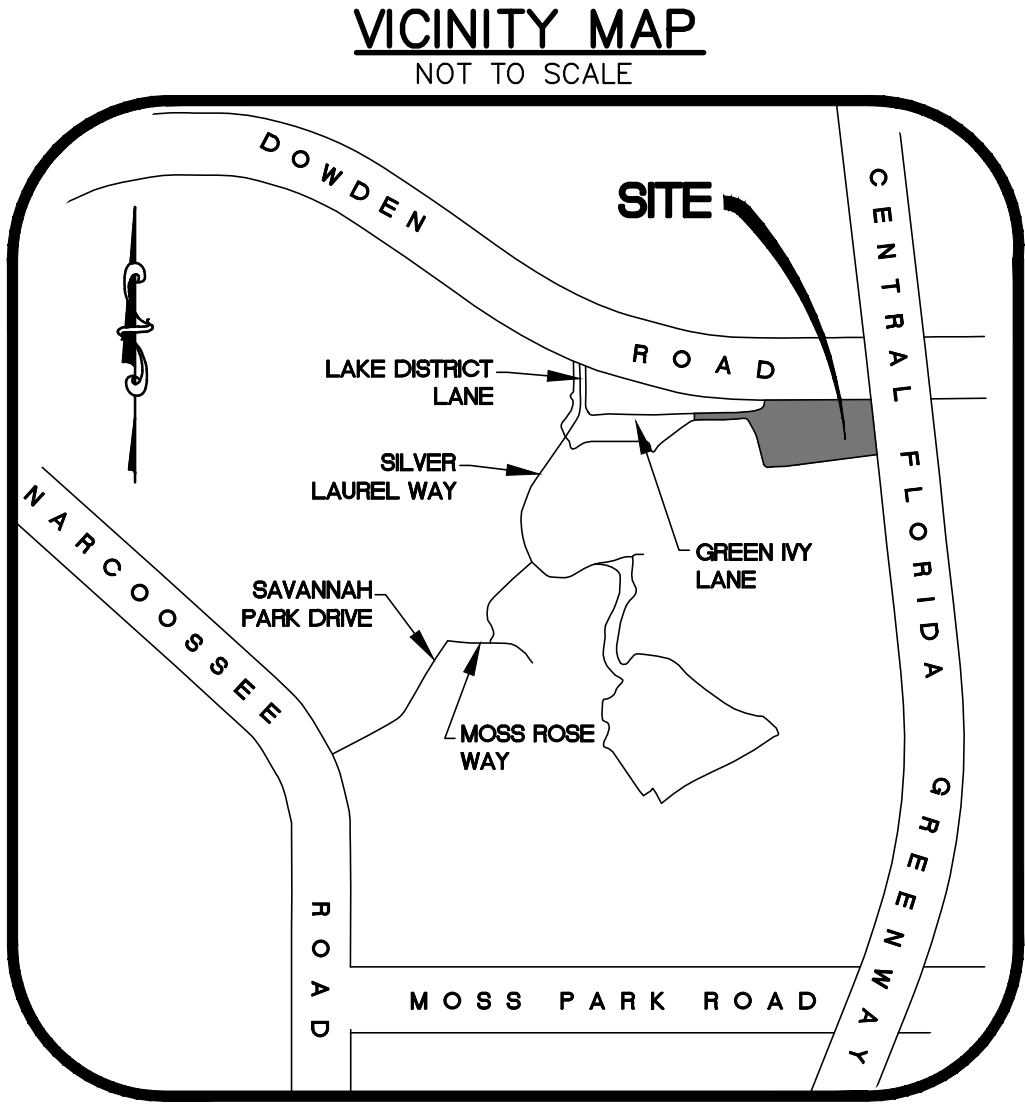 VICINITY MAP
NOT TO SCALE
DOWDEN ROAD
SITE
CENTRAL FLORIDA GREENWAY
LAKE DISTRICT
LANE
SILVER
LAUREL WAY
GREEN IVY
LANE
NARCOOSSEE ROAD
SAVANNAH
PARK DRIVE
MOSS ROSE
WAY
MOSS PARK ROAD